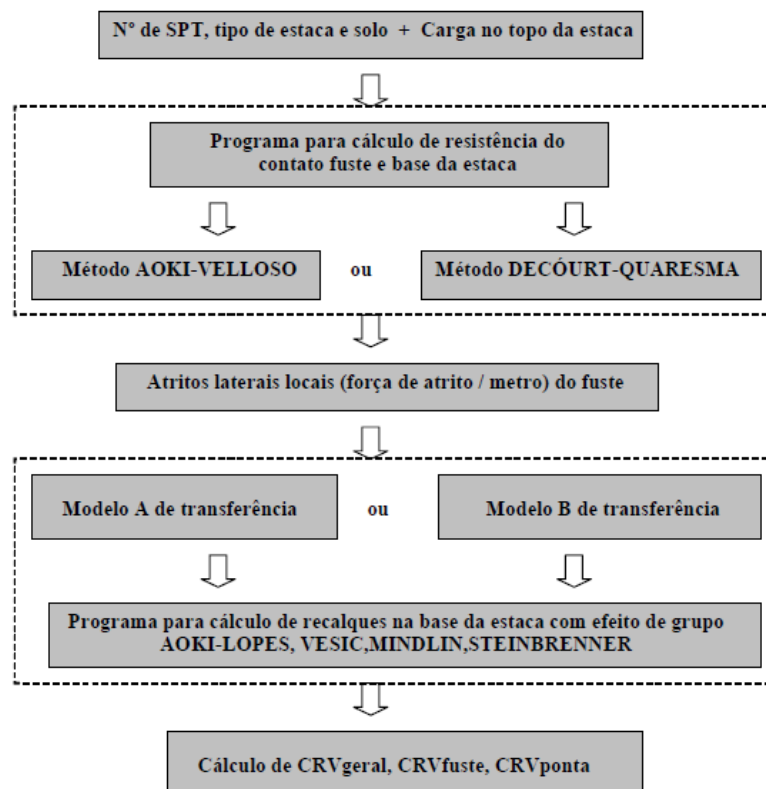 Nº de SPT, tipo de estaca e solo + Carga no topo da estaca
Programa para cálculo de resistência do
contato fuste e base da estaca
Método AOKI-VELLOSO ou Método DECÓURT-QUARESMA
Atritos laterais locais (força de atrito / metro) do fuste
Modelo A de transferência ou Modelo B de transferência
Programa para cálculo de recalques na base da estaca com efeito de grupo
AOKI-LOPES, VESIC,MINDLIN,STEINBRENNER
Cálculo de CRVgeral, CRVfuste, CRVponta